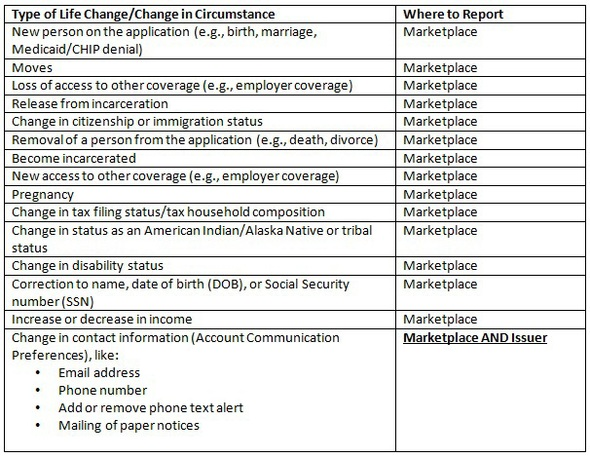 Type of Life Change/Change in Circumstance Where to Report
New person on the application (e.g., birth, marriage, Marketplace
Medicaid/CHIP denial)
Moves Marketplace
Loss of access to other coverage (e.g., employer coverage) Marketplace
Release from incarceration Marketplace
Change in citizenship or immigration status Marketplace
Removal of a person from the application (e.g., death, divorce) Marketplace
Become incarcerated Marketplace
New access to other coverage (e.g., employer coverage) Marketplace
Pregnancy Marketplace
Change in tax filing status/tax household composition Marketplace
Change in status as an American Indian/Alaska Native or tribal Marketplace
status
Change in disability status Marketplace
Correction to name, date of birth (DOB), or Social Security Marketplace
number (SSN)
Increase or decrease in income Marketplace
Change in contact information (Account Communication Marketplace AND Issuer
Preferences), like:
• Email address
• Phone number
• Add or remove phone text alert
• Mailing of paper notices